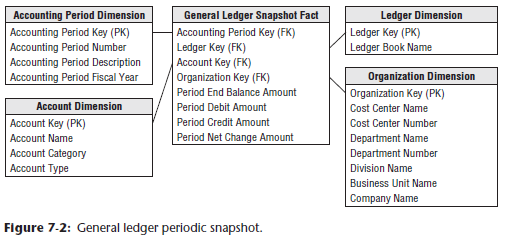 Accounting Period Dimension
Accounting Period Key (PK)
Accounting Period Number
Accounting Period Description
Accounting Period Fiscal Year
Account Dimension
Account Key (PK)
Account Name
Account Category
Account Type
General Ledger Snapshot Fact
Accounting Period Key (FK)
Ledger Key (FK)
Account Key (FK)
Organization Key (FK)
Period End Balance Amount
Period Debit Amount
Period Credit Amount
Period Net Change Amount
Ledger Dimension
Ledger Key (PK)
Ledger Book Name
Organization Dimension
Organization Key (PK)
Cost Center Name
Cost Center Number
Department Name
Department Number
Division Name
Business Unit Name
Company Name
Figure 7-2: General ledger periodic snapshot.